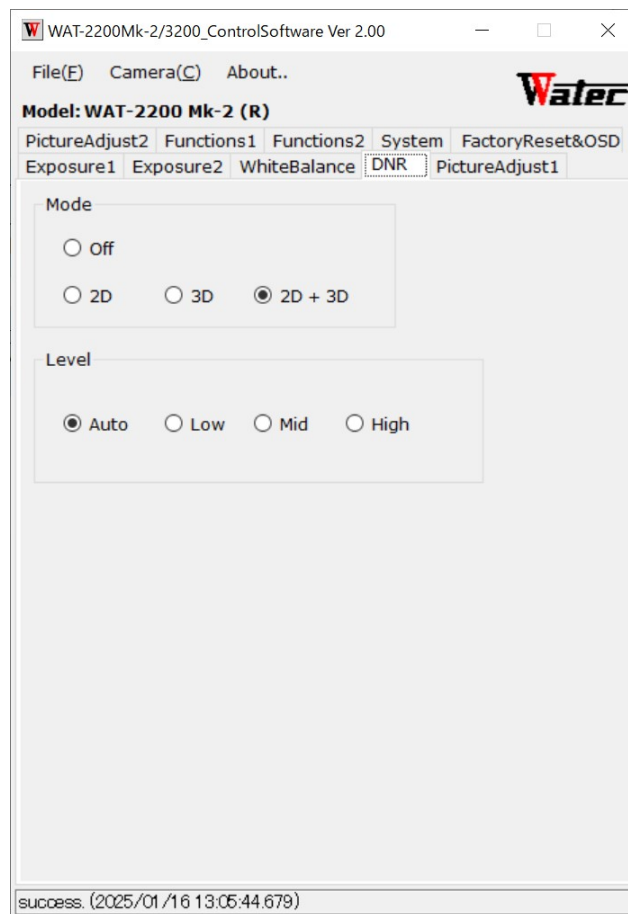 W WAT-2200Mk-2/3200_ControlSoftware Ver 2.00
File(F) Camera(C) About..
Watec
Model: WAT-2200 Mk-2 (R)
PictureAdjust2 Functions1 Functions2 System FactoryReset&OSD
Exposure1 Exposure2 WhiteBalance DNR PictureAdjust1
Mode
Off
2D 3D 2D + 3D
Level
Auto Low Mid High
success. (2025/01/16 13:05:44.679)